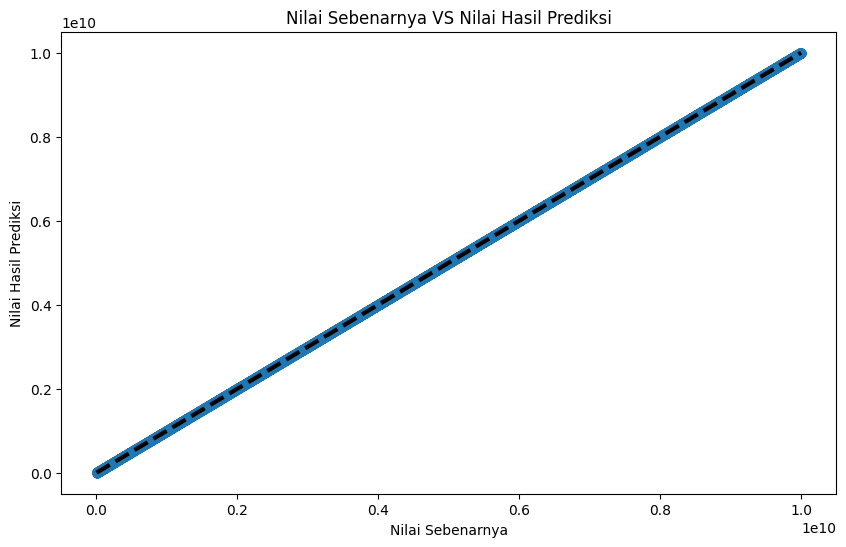 Nilai Sebenarnya VS Nilai Hasil Prediksi
1e10
1.0
0.8
0.6
0.4
0.2
0.0
Nilai Hasil Prediksi
0.0 0.2 0.4 0.6 0.8 1.0
1e10
Nilai Sebenarnya